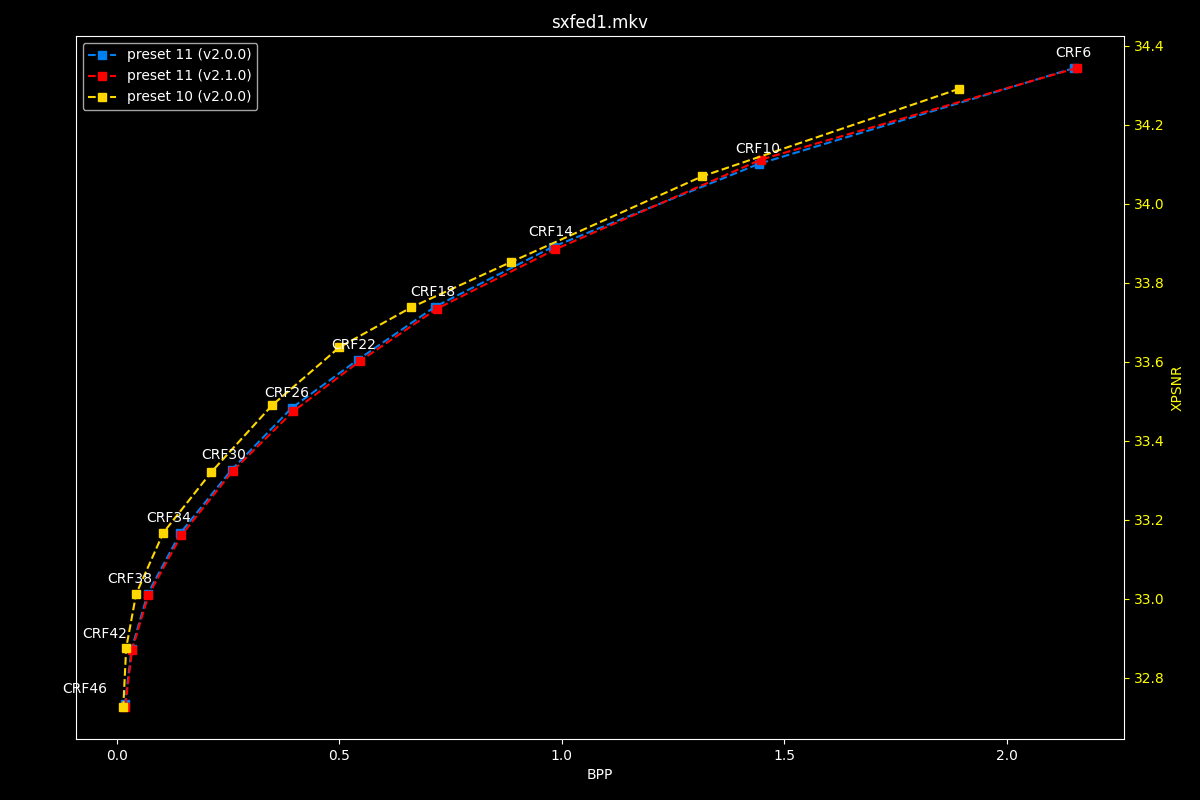 sxfed1.mkv
preset 11 (v2.0.0)
preset 11 (v2.1.0)
preset 10 (v2.0.0)
CRF6
CRF10
CRF14
CRF18
CRF22
CRF26
CRF30
CRF34
CRF38
CRF42
CRF46
34.4
34.2
34.0
33.8
33.6
33.4
33.2
33.0
32.8
XPSNR
0.0
0.5
1.0
1.5
2.0
BPP